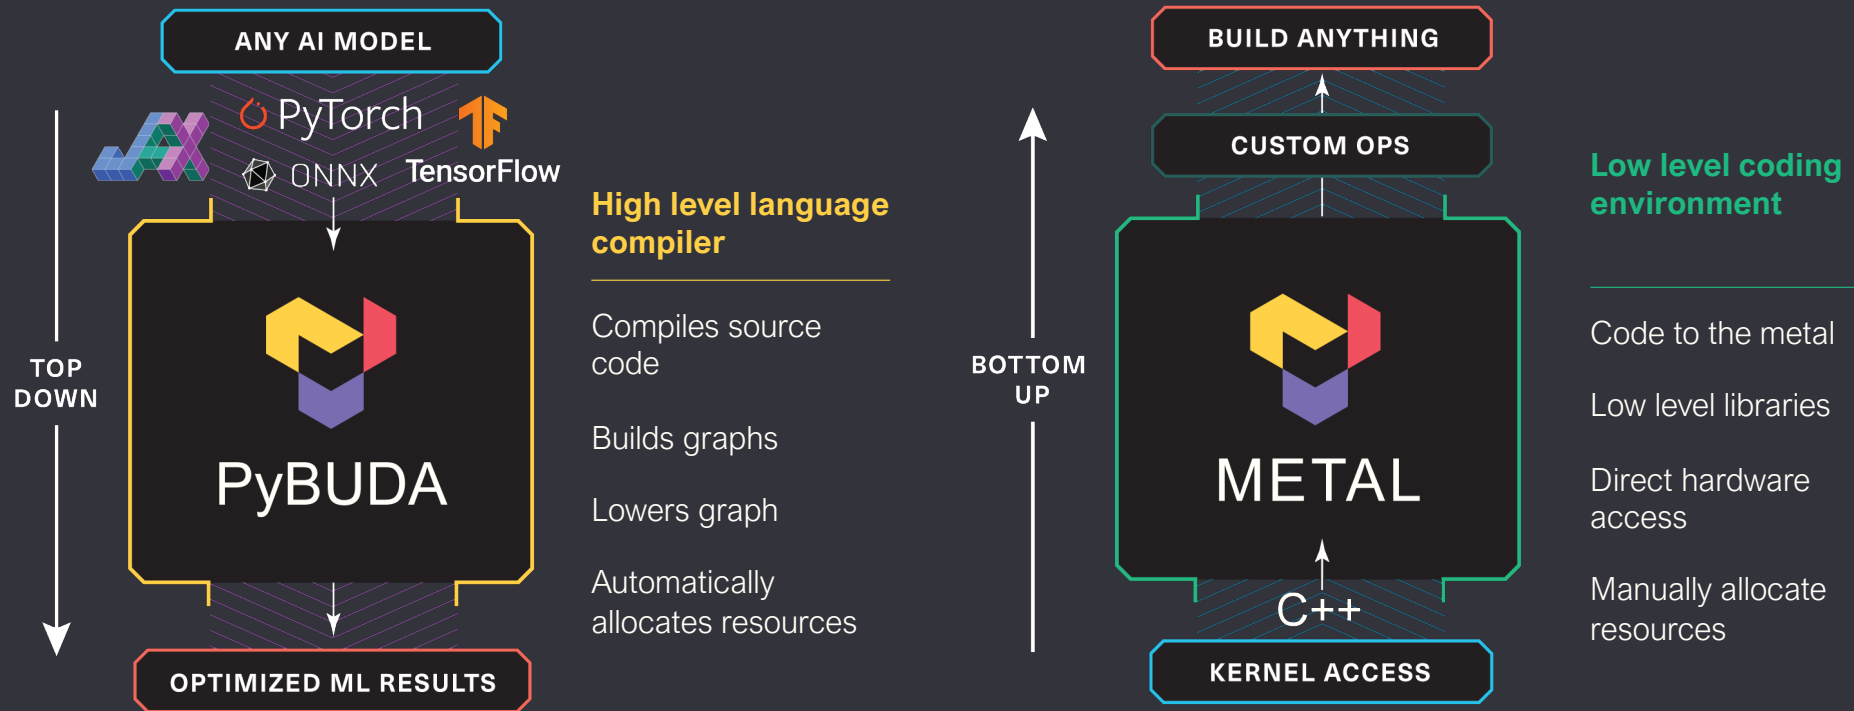 ANY AI MODEL
JAX
PyTorch
ONNX
TensorFlow
TOP
DOWN
PyBUDA
OPTIMIZED ML RESULTS
High level language
compiler
Compiles source
code
Builds graphs
Lowers graph
Automatically
allocates resources
BUILD ANYTHING
CUSTOM OPS
BOTTOM
UP
METAL
C++
KERNEL ACCESS
Low level coding
environment
Code to the metal
Low level libraries
Direct hardware
access
Manually allocate
resources